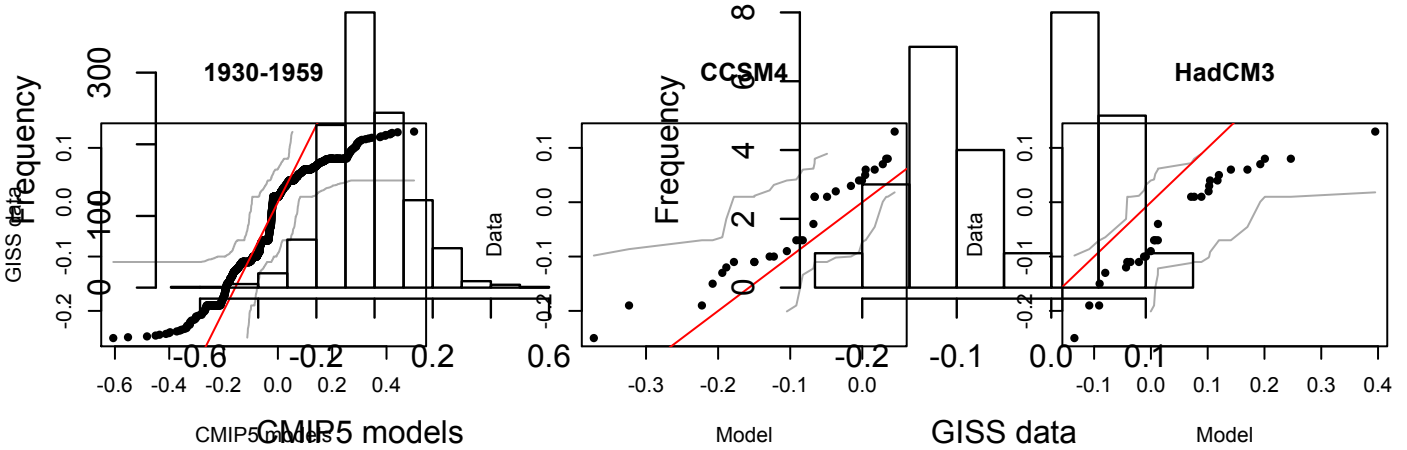 1930-1959
CCSM4
HadCM3
Frequency
GISS data
300
100
0
0.1
0.0
-0.1
-0.2
-0.6 -0.4 -0.2 0.0 0.2 0.4
-0.6 -0.2 0.2 0.6
CMIP5 models
CMIP5 models
Frequency
Data
8
6
4
2
0
0.1
0.0
-0.1
-0.2
-0.3 -0.2 -0.1 0.0
-0.2 -0.1 0.0 0.1
Model
GISS data
Data
0.1
0.0
-0.1
-0.2
-0.1 0.0 0.1 0.2 0.3 0.4
Model